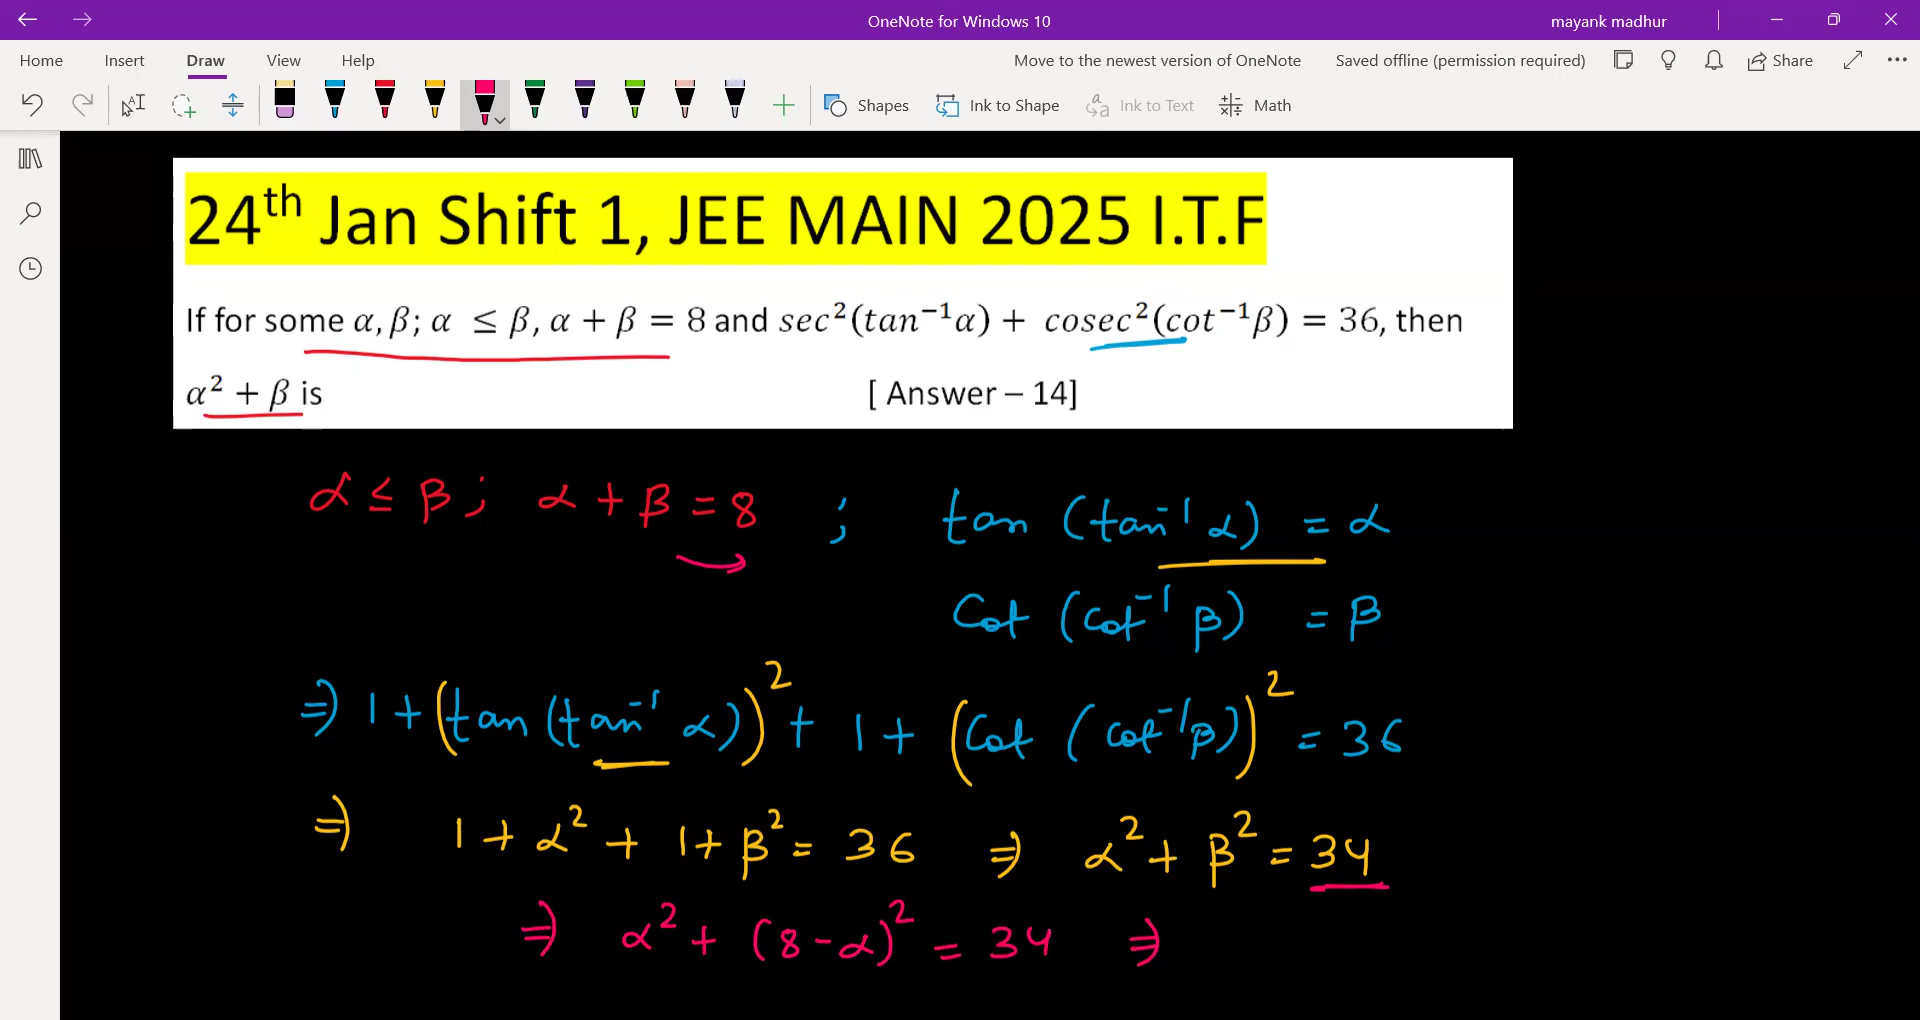 OneNote for Windows 10
mayank madhur
Home Insert Draw View Help
Move to the newest version of OneNote Saved offline (permission required) Share
Shapes Ink to Shape Ink to Text Math
24th Jan Shift 1, JEE MAIN 2025 I.T.F
If for some α, β; α ≤ β, α + β = 8 and sec²(tan⁻¹α) + cosec²(cot⁻¹β) = 36, then
α² + β is [ Answer – 14]
α ≤ β ; α + β = 8 ; tan (tan⁻¹ α) = α
Cot (Cot⁻¹ β) = β
⇒ 1 + (tan (tan⁻¹ α))² + 1 + (Cot (Cot⁻¹β))² = 36
⇒ 1 + α² + 1 + β² = 36 ⇒ α² + β² = 34
⇒ α² + (8 - α)² = 34 ⇒